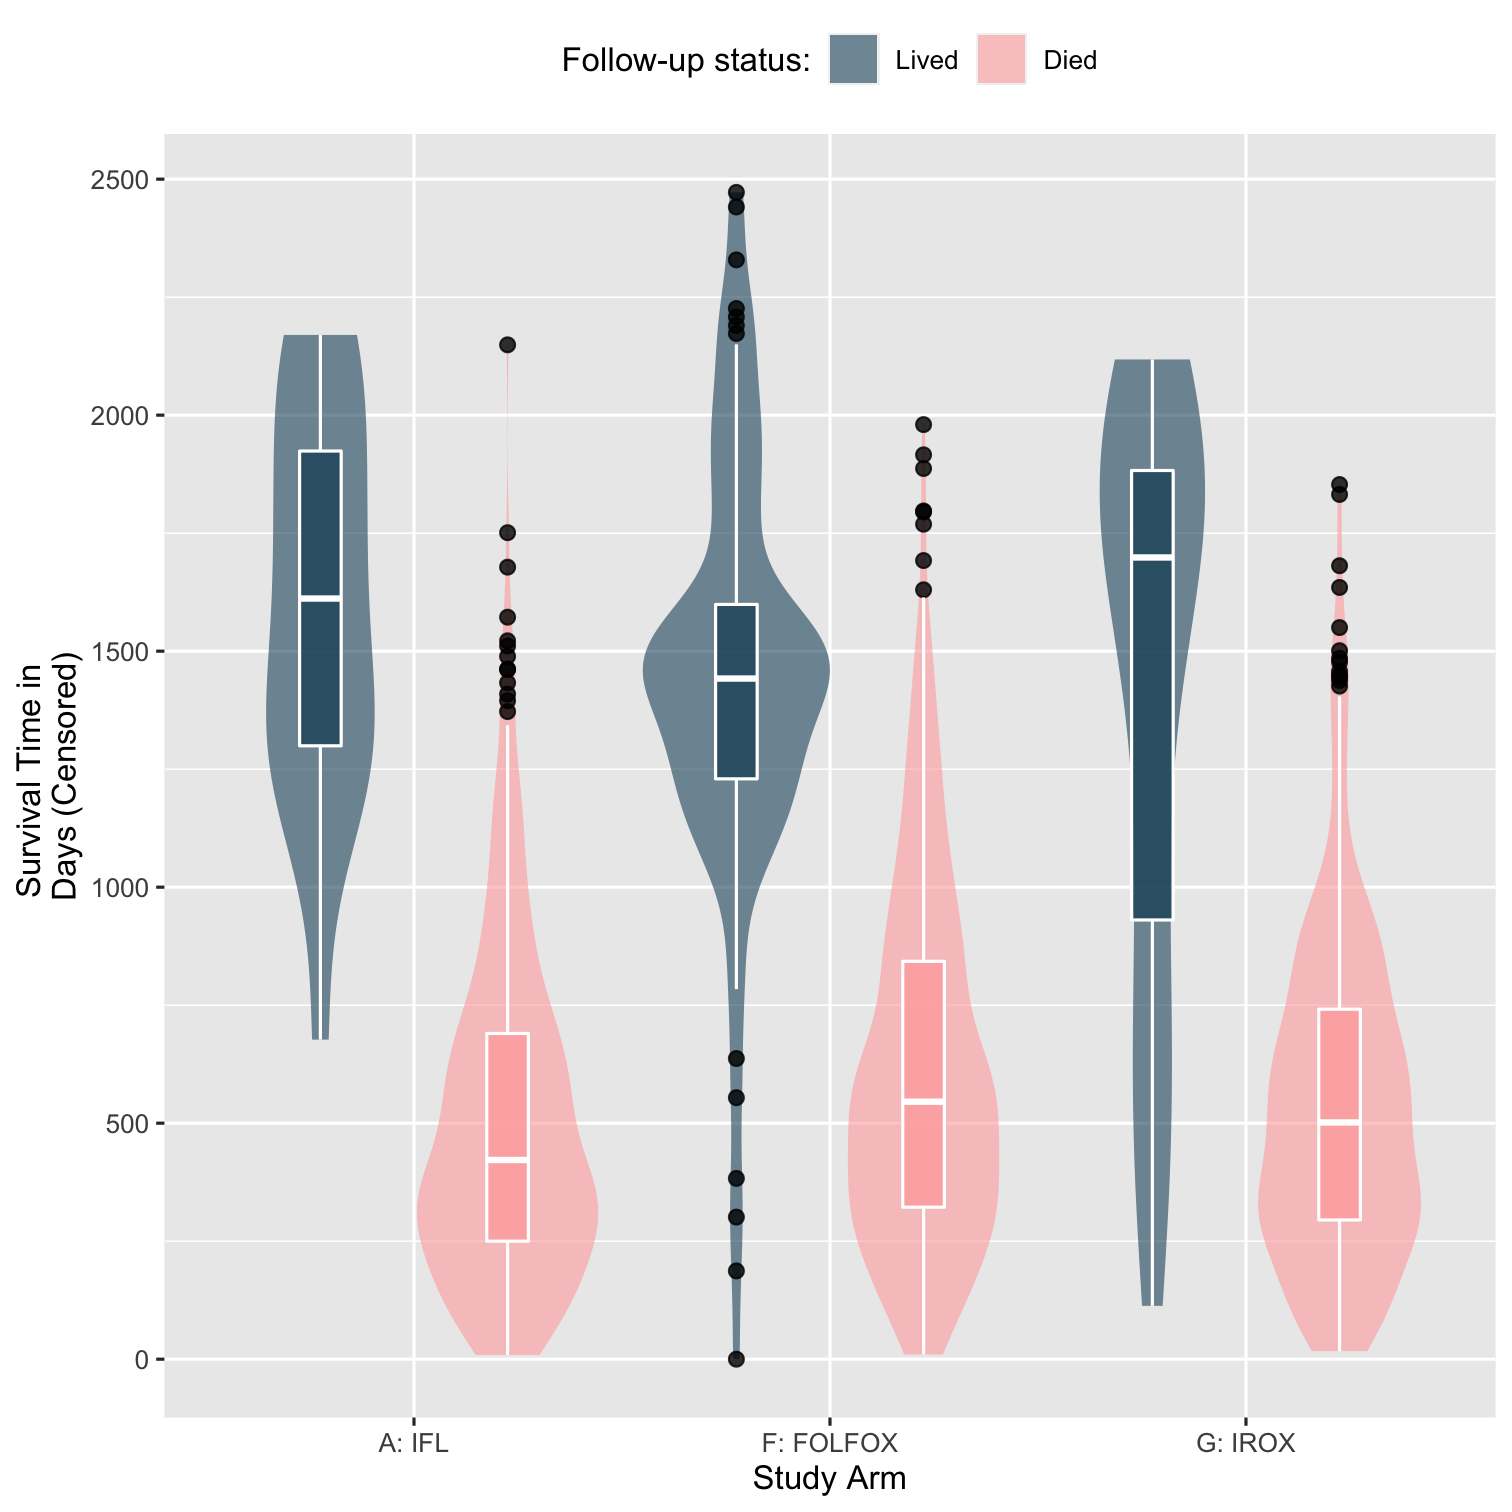 Follow-up status: Lived Died
2500
2000
1500
1000
500
0
Survival Time in
Days (Censored)
A: IFL F: FOLFOX G: IROX
Study Arm